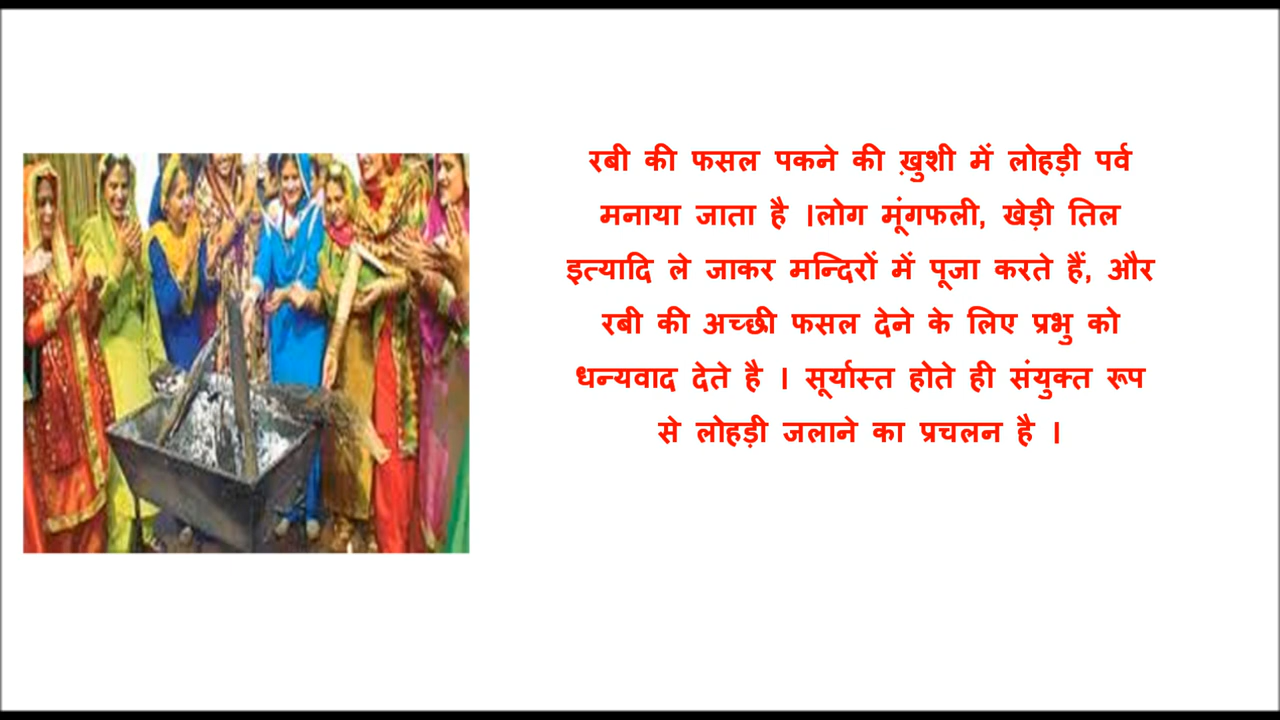 रबी की फसल पकने की ख़ुशी में लोहड़ी पर्व
मनाया जाता है ।लोग मूंगफली, खेड़ी तिल
इत्यादि ले जाकर मन्दिरों में पूजा करते हैं, और
रबी की अच्छी फसल देने के लिए प्रभु को
धन्यवाद देते है । सूर्यास्त होते ही संयुक्त रूप
से लोहड़ी जलाने का प्रचलन है ।